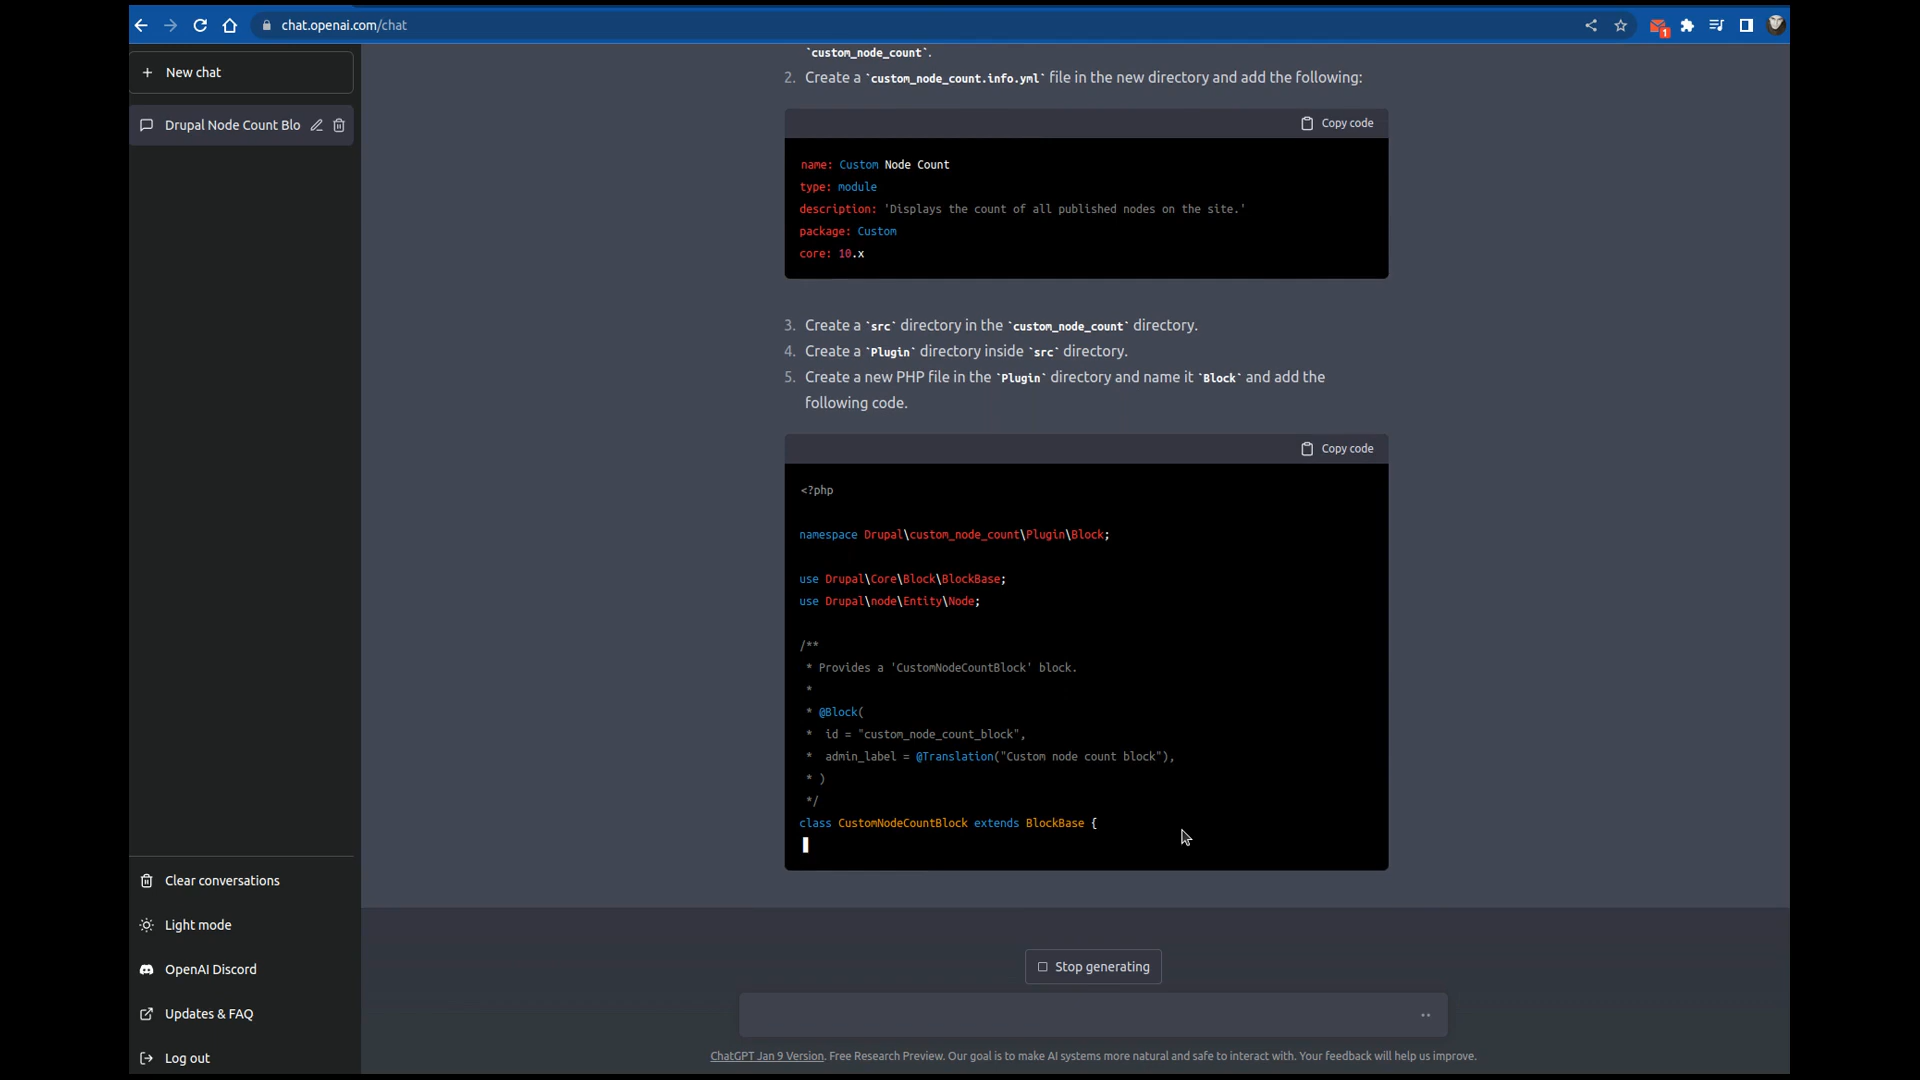 chat.openai.com/chat
1
New chat
Drupal Node Count Blo
`custom_node_count`.
2. Create a `custom_node_count.info.yml` file in the new directory and add the following:
Copy code
name: Custom Node Count
type: module
description: 'Displays the count of all published nodes on the site.'
package: Custom
core: 10.x
3. Create a `src` directory in the `custom_node_count` directory.
4. Create a `Plugin` directory inside `src` directory.
5. Create a new PHP file in the `Plugin` directory and name it `Block` and add the
following code.
Copy code
<?php
namespace Drupal\custom_node_count\Plugin\Block;
use Drupal\Core\Block\BlockBase;
use Drupal\node\Entity\Node;
/**
* Provides a 'CustomNodeCountBlock' block.
*
* @Block(
* id = "custom_node_count_block",
* admin_label = @Translation("Custom node count block"),
* )
*/
class CustomNodeCountBlock extends BlockBase {
Clear conversations
Light mode
OpenAI Discord
Updates & FAQ
Log out
Stop generating
ChatGPT Jan 9 Version. Free Research Preview. Our goal is to make AI systems more natural and safe to interact with. Your feedback will help us improve.